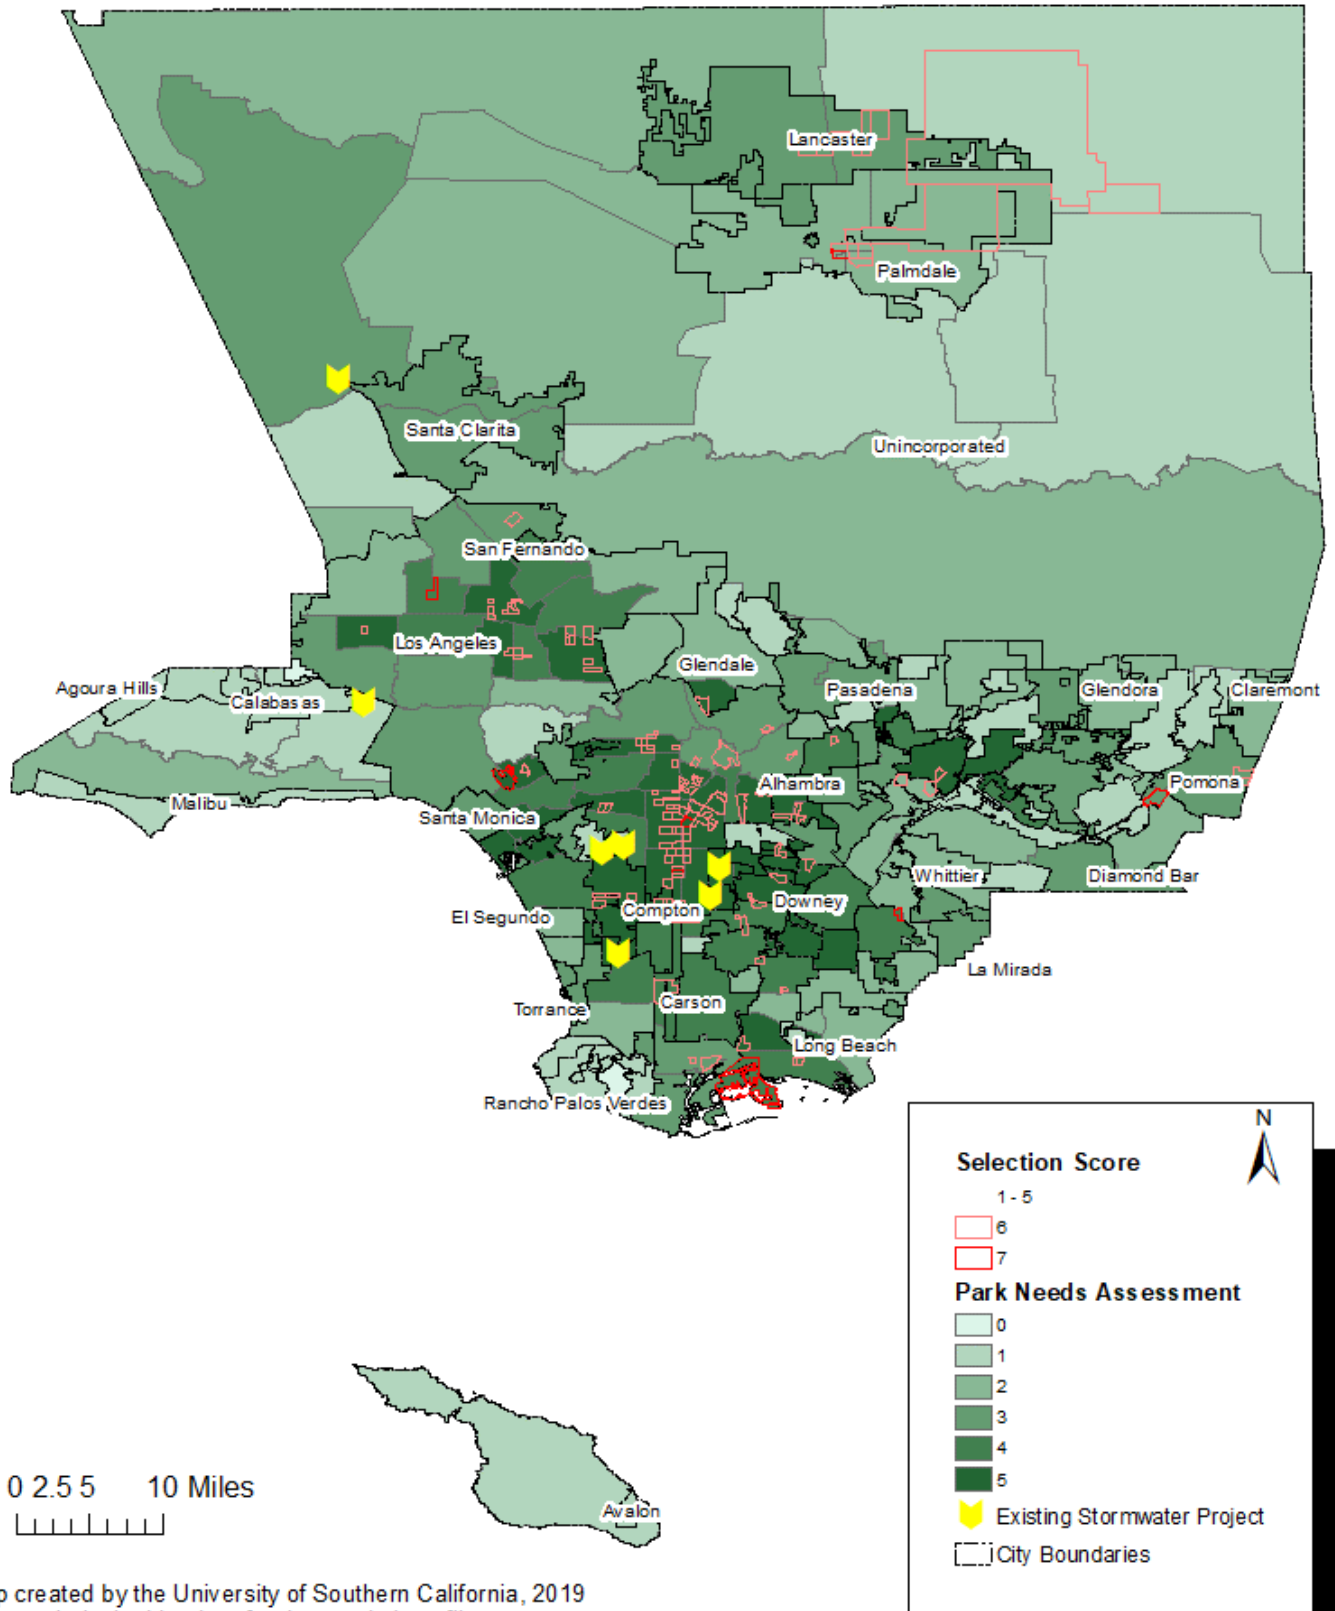 Lancaster
Palmdale
Santa Clarita
Unincorporated
San Fernando
Los Angeles
Glendale
Agoura Hills
Calabasas
Pasadena
Glendora
Claremont
Malibu
Alhambra
Pomona
Santa Monica
Whittier
Diamond Bar
El Segundo
Compton
Downey
La Mirada
Torrance
Carson
Long Beach
Rancho Palos Verdes
Avalon
N
Selection Score
1 - 5
6
7
Park Needs Assessment
0
1
2
3
4
5
Existing Stormwater Project
City Boundaries
0 2.5 5 10 Miles
created by the University of Southern California, 2019